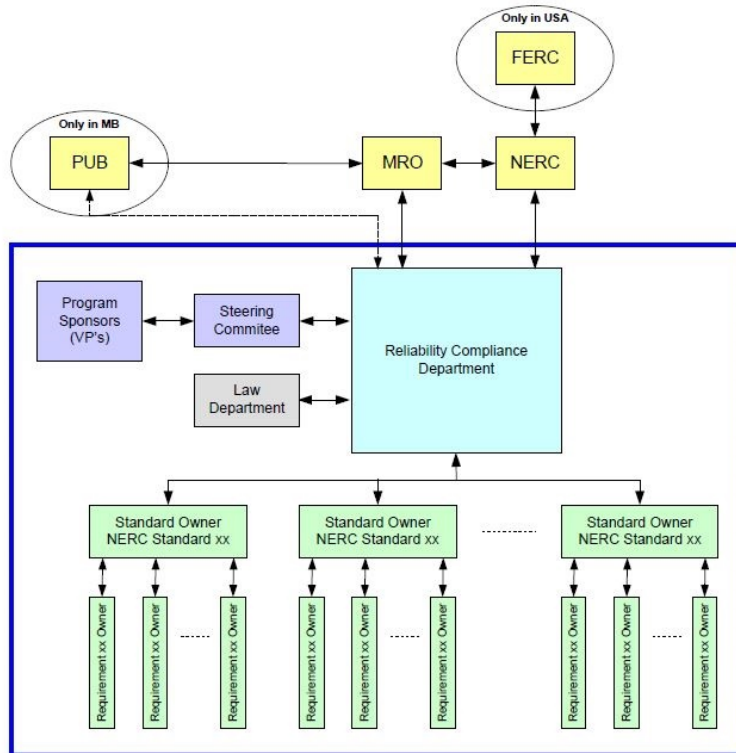 Only in USA
FERC
Only in MB
PUB
MRO
NERC
Program
Sponsors
(VP's)
Steering
Commitee
Reliability Compliance
Department
Law
Department
Standard Owner
NERC Standard xx
Standard Owner
NERC Standard xx
Standard Owner
NERC Standard xx
Requirement xx Owner
Requirement xx Owner
Requirement xx Owner
Requirement xx Owner
Requirement xx Owner
Requirement xx Owner
Requirement xx Owner
Requirement xx Owner
Requirement xx Owner